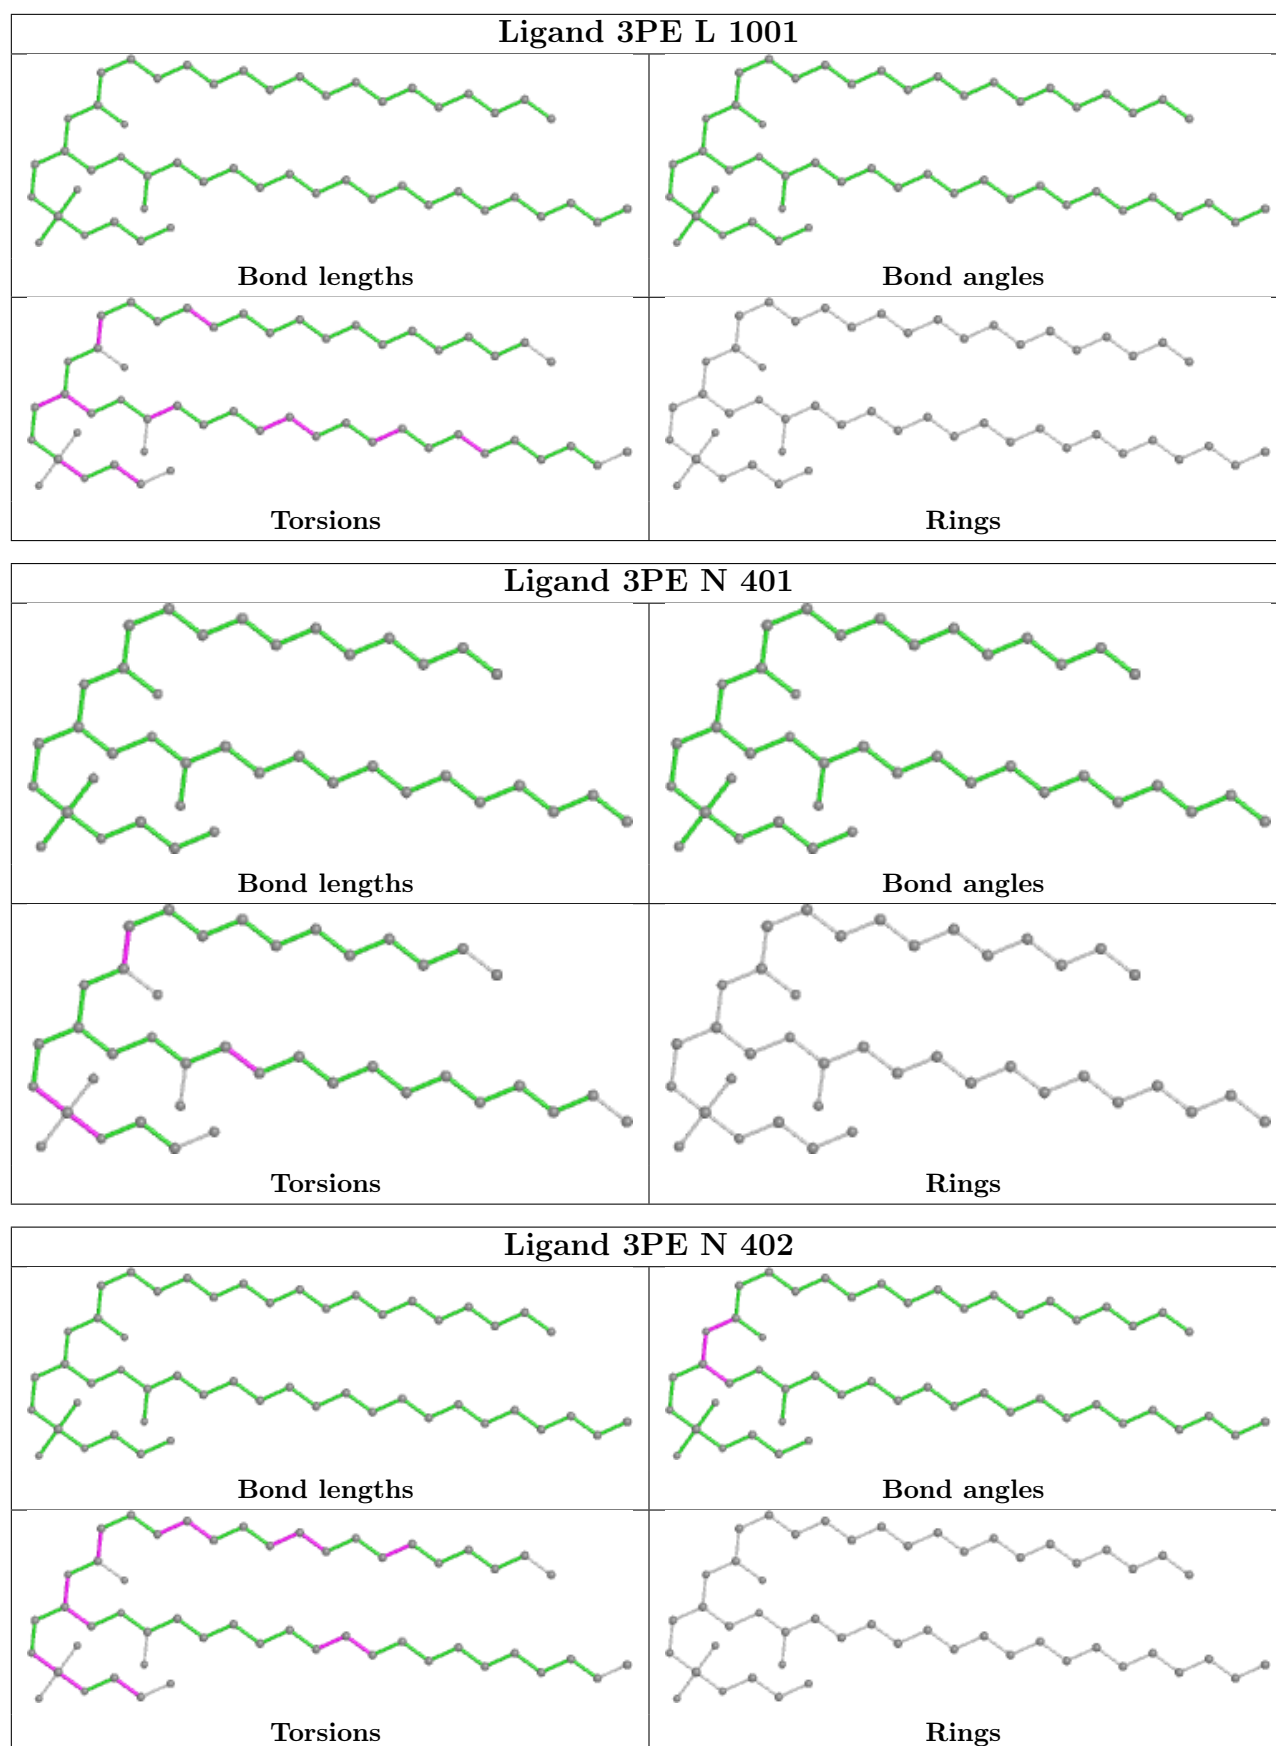 Ligand 3PE L 1001
Bond lengths
Bond angles
Torsions
Rings
Ligand 3PE N 401
Bond lengths
Bond angles
Torsions
Rings
Ligand 3PE N 402
Bond lengths
Bond angles
Torsions
Rings